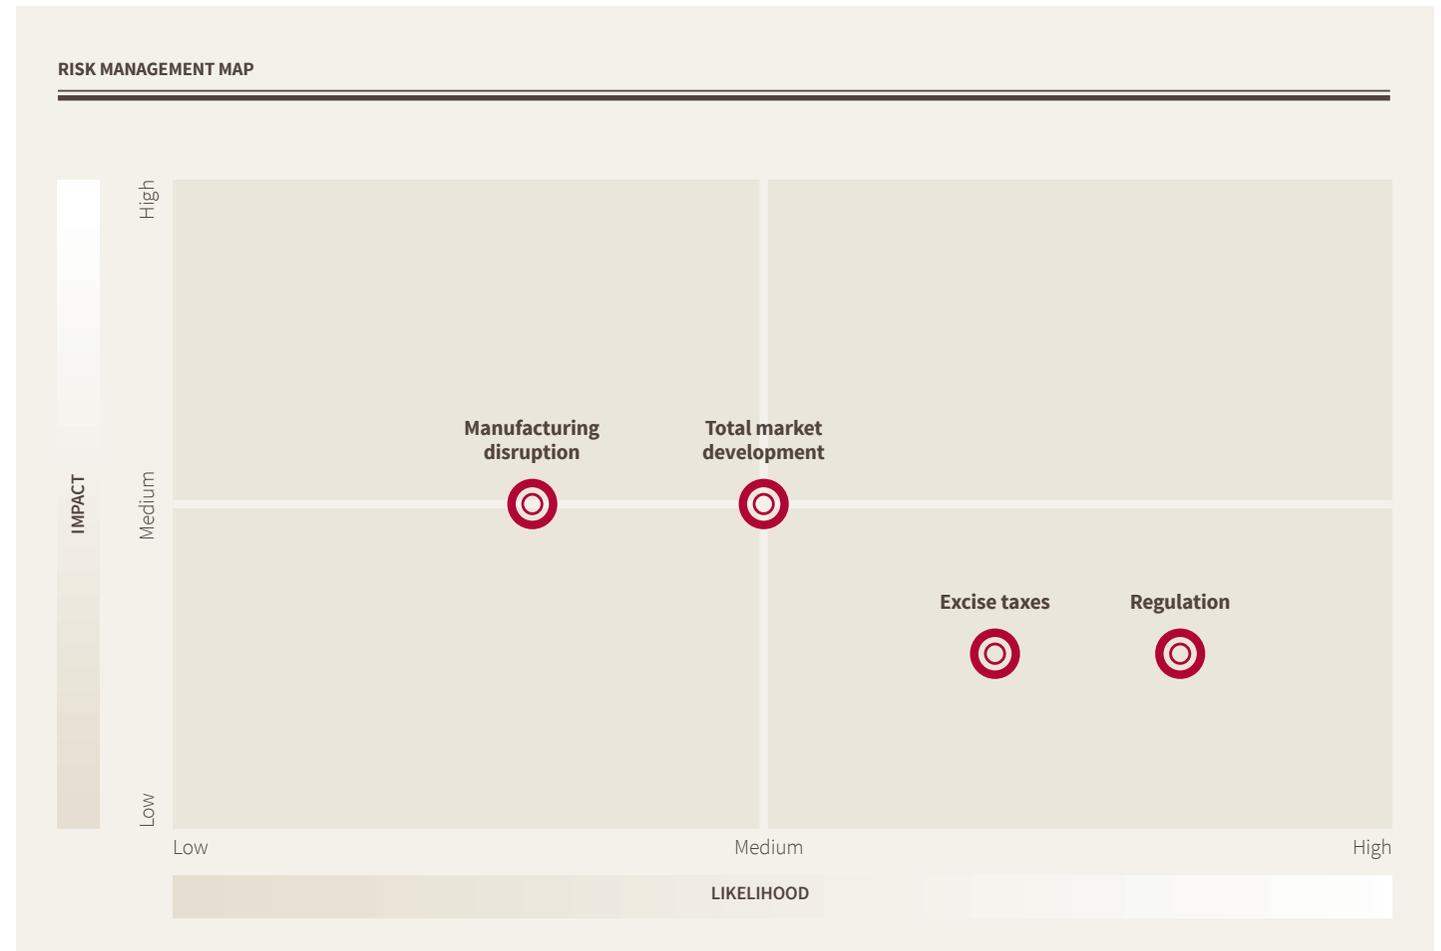 RISK MANAGEMENT MAP
High
Manufacturing
disruption
Total market
development
IMPACT
Medium
Excise taxes
Regulation
Low
Low
Medium
High
LIKELIHOOD